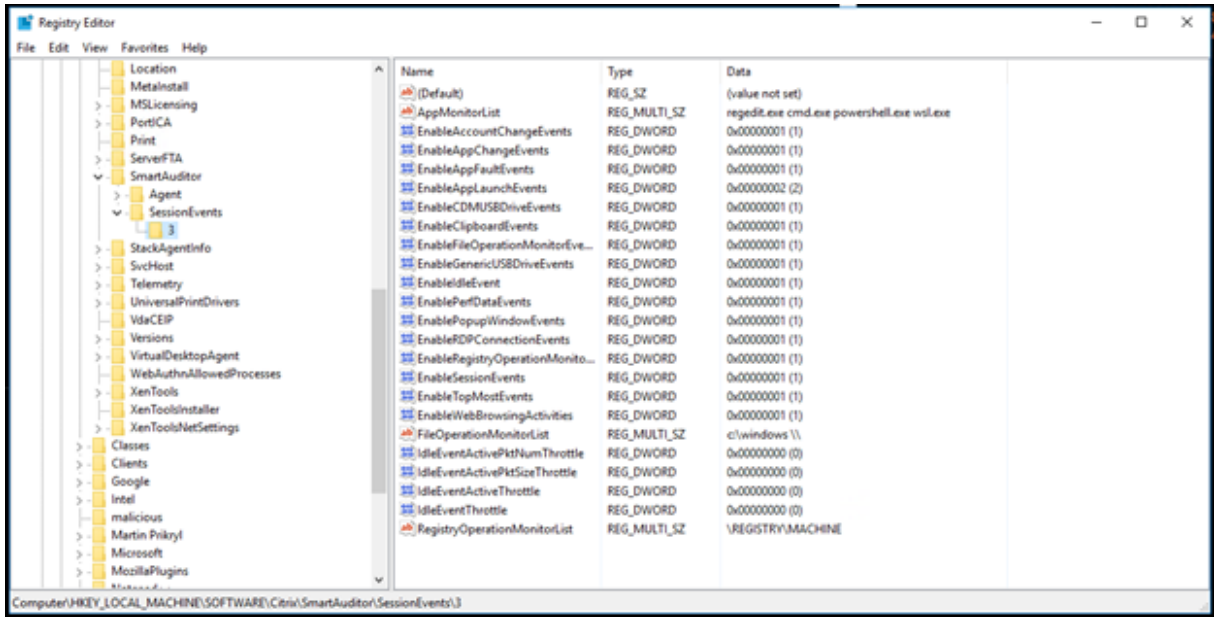 Registry Editor
File Edit View Favorites Help
Location
MetaInstall
MSLicensing
PortICA
Print
ServerFTA
SmartAuditor
Agent
SessionEvents
3
StackAgentInfo
SvcHost
Telemetry
UniversalPrintDrivers
VdaCEIP
Versions
VirtualDesktopAgent
WebAuthnAllowedProcesses
XenTools
XenToolsInstaller
XenToolsNetSettings
Classes
Clients
Google
Intel
malicious
Martin Prikryl
Microsoft
MozillaPlugins
Name Type Data
(Default) REG_SZ (value not set)
AppMonitorList REG_MULTI_SZ regedit.exe cmd.exe powershell.exe wsl.exe
EnableAccountChangeEvents REG_DWORD 0x00000001 (1)
EnableAppChangeEvents REG_DWORD 0x00000001 (1)
EnableAppFaultEvents REG_DWORD 0x00000001 (1)
EnableAppLaunchEvents REG_DWORD 0x00000002 (2)
EnableCDMUSBDriveEvents REG_DWORD 0x00000001 (1)
EnableClipboardEvents REG_DWORD 0x00000001 (1)
EnableFileOperationMonitorEve... REG_DWORD 0x00000001 (1)
EnableGenericUSBDriveEvents REG_DWORD 0x00000001 (1)
EnableIdleEvent REG_DWORD 0x00000001 (1)
EnablePerfDataEvents REG_DWORD 0x00000001 (1)
EnablePopupWindowEvents REG_DWORD 0x00000001 (1)
EnableRDPConnectionEvents REG_DWORD 0x00000001 (1)
EnableRegistryOperationMonito... REG_DWORD 0x00000001 (1)
EnableSessionEvents REG_DWORD 0x00000001 (1)
EnableTopMostEvents REG_DWORD 0x00000001 (1)
EnableWebBrowsingActivities REG_DWORD 0x00000001 (1)
FileOperationMonitorList REG_MULTI_SZ c:\windows \\
IdleEventActivePktNumThrottle REG_DWORD 0x00000000 (0)
IdleEventActivePktSizeThrottle REG_DWORD 0x00000000 (0)
IdleEventActiveThrottle REG_DWORD 0x00000000 (0)
IdleEventThrottle REG_DWORD 0x00000000 (0)
RegistryOperationMonitorList REG_MULTI_SZ \REGISTRY\MACHINE
Computer\HKEY_LOCAL_MACHINE\SOFTWARE\Citrix\SmartAuditor\SessionEvents\3